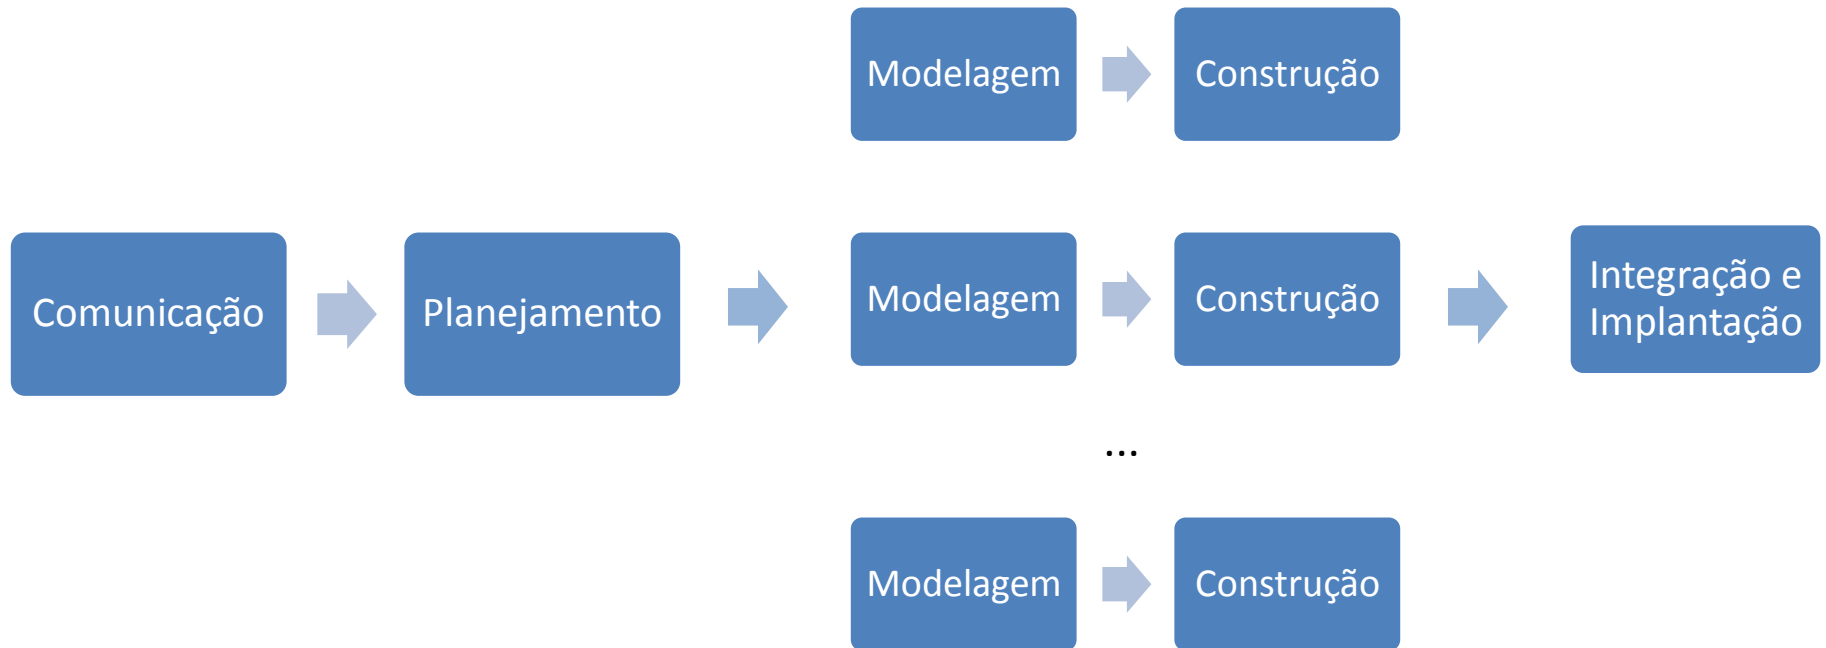 Modelagem
Construção
Comunicação
Planejamento
Modelagem
Construção
Integração e
Implantação
...
Modelagem
Construção